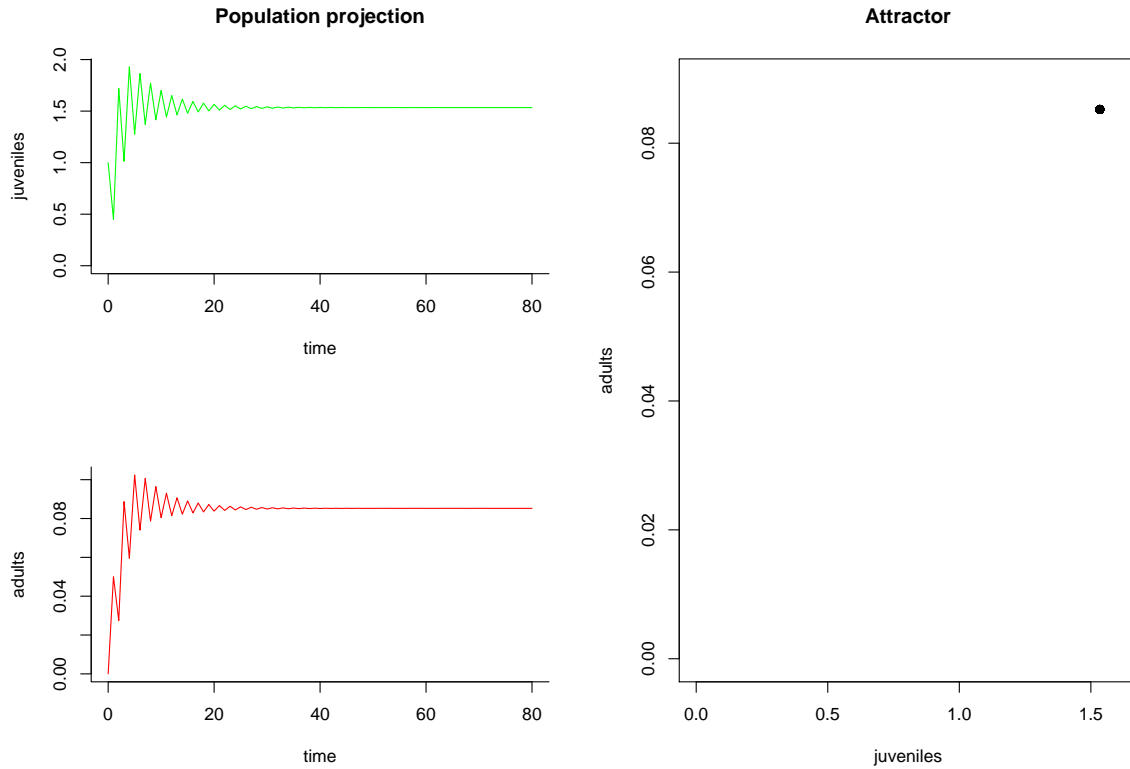 Population projection
juveniles
0.0 0.5 1.0 1.5 2.0
0 20 40 60 80
time
adults
0.00 0.04 0.08
0 20 40 60 80
time
Attractor
adults
0.00 0.02 0.04 0.06 0.08
0.0 0.5 1.0 1.5
juveniles